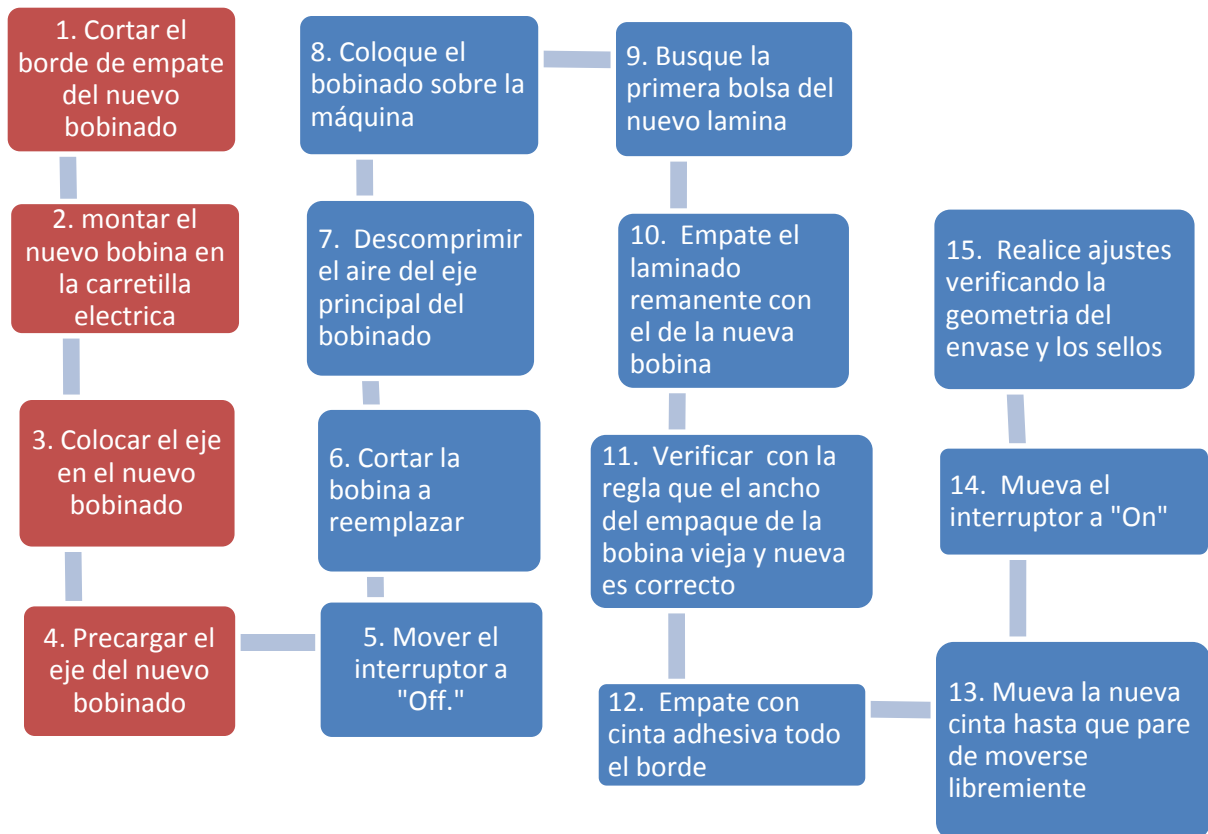 1. Cortar el
borde de empate
del nuevo
bobinado
2. montar el
nuevo bobina en
la carretilla
electrica
3. Colocar el eje
en el nuevo
bobinado
4. Precargar el
eje del nuevo
bobinado
5. Mover el
interruptor a
"Off."
6. Cortar la
bobina a
reemplazar
7. Descomprimir
el aire del eje
principal del
bobinado
8. Coloque el
bobinado sobre la
máquina
9. Busque la
primera bolsa del
nuevo lamina
10. Empate el
laminado
remanente con
el de la nueva
bobina
11. Verificar con la
regla que el ancho
del empaque de la
bobina vieja y nueva
es correcto
12. Empate con
cinta adhesiva todo
el borde
13. Mueva la nueva
cinta hasta que pare
de moverse
libremiente
14. Mueva el
interruptor a "On"
15. Realice ajustes
verificando la
geometria del
envase y los sellos